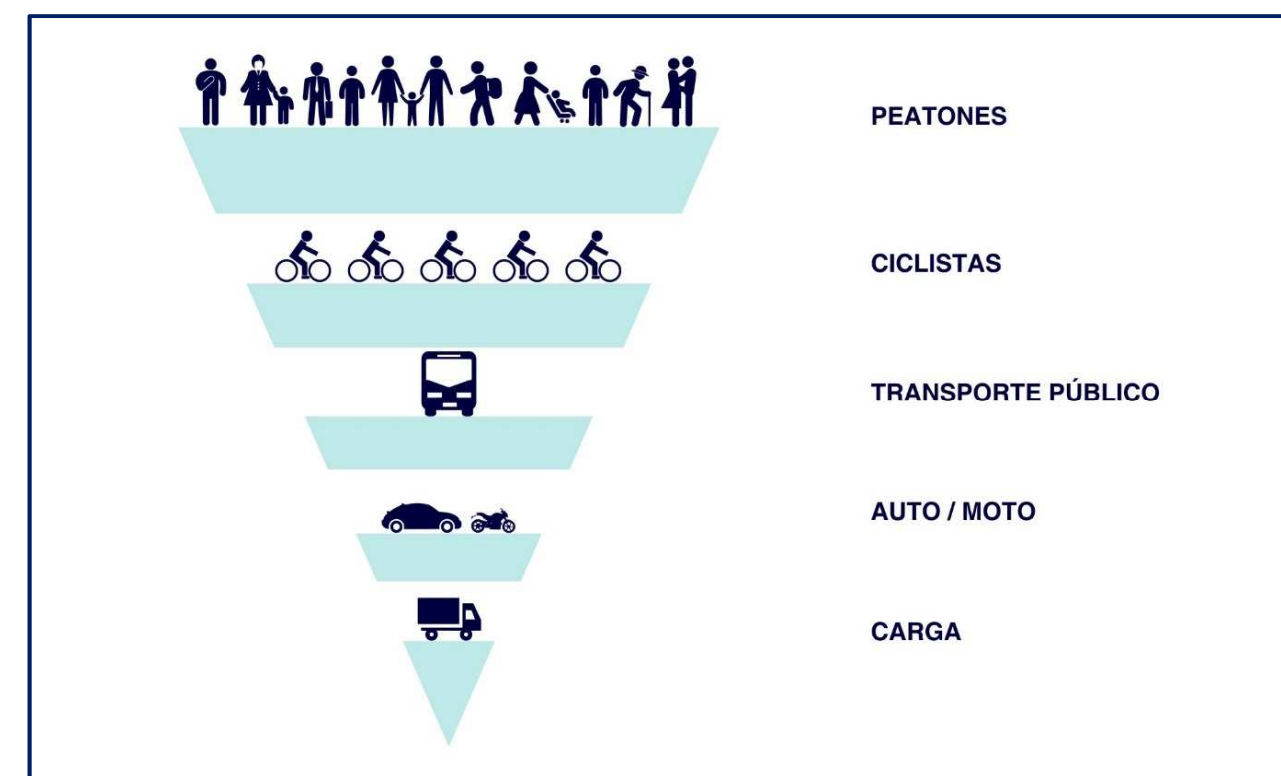 PEATONES
CICLISTAS
TRANSPORTE PÚBLICO
AUTO / MOTO
CARGA